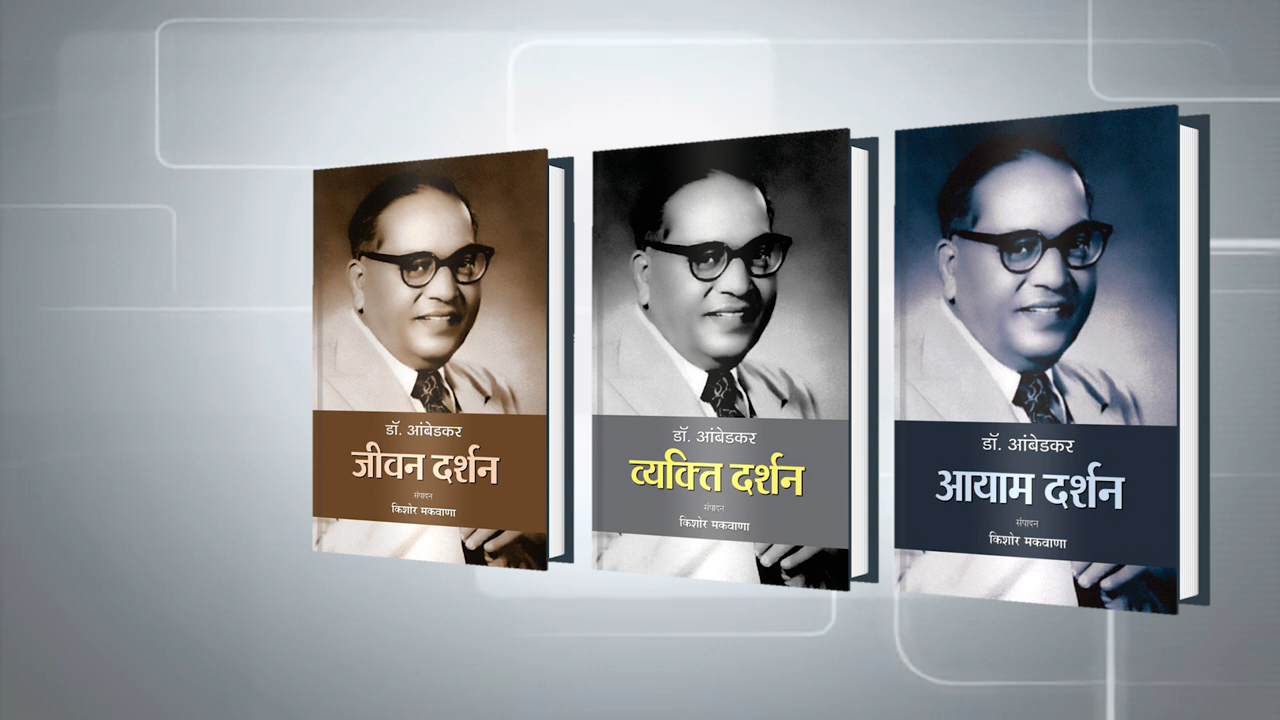 डॉ. आंबेडकर
जीवन दर्शन
संपादन
किशोर मकवाणा
डॉ. आंबेडकर
व्यक्ति दर्शन
संपादन
किशोर मकवाणा
डॉ. आंबेडकर
आयाम दर्शन
संपादन
किशोर मकवाणा